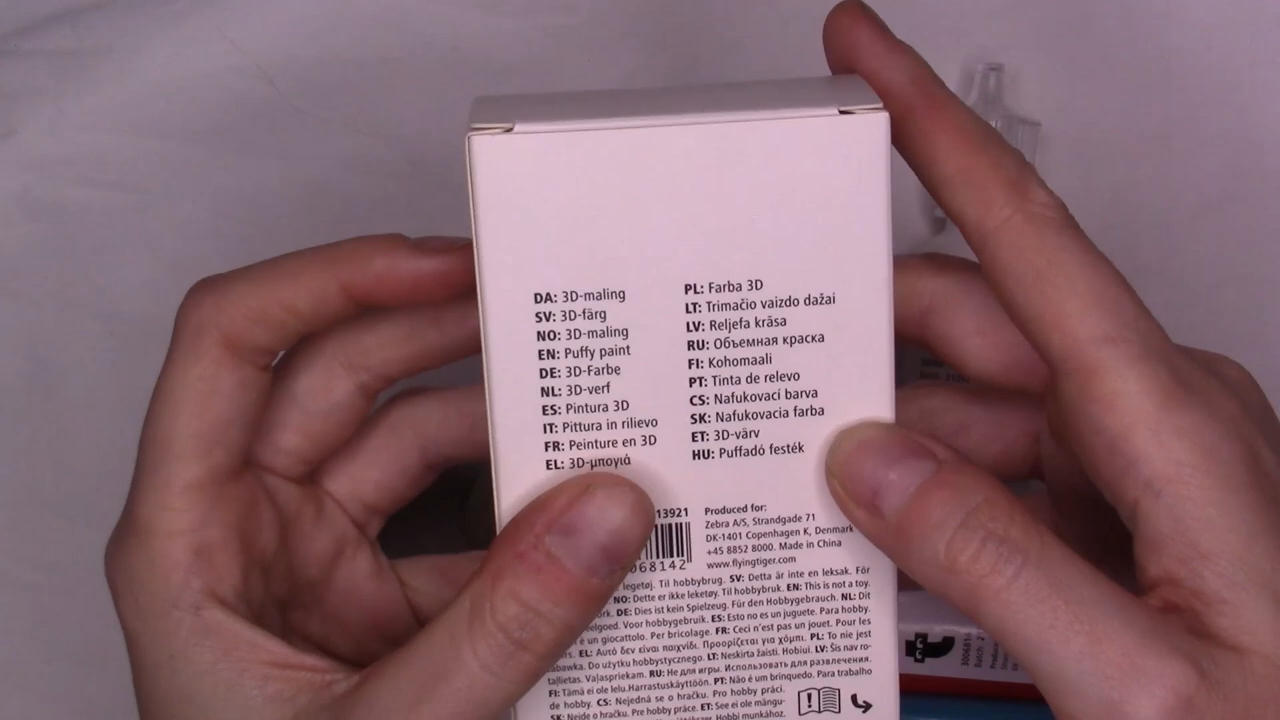 DA: 3D-maling
SV: 3D-färg
NO: 3D-maling
EN: Puffy paint
DE: 3D-Farbe
NL: 3D-verf
ES: Pintura 3D
IT: Pittura in rilievo
FR: Peinture en 3D
EL: 3D-μπογιά
PL: Farba 3D
LT: Trimačio vaizdo dažai
LV: Reljefa krāsa
RU: Объемная краска
FI: Kohomaali
PT: Tinta de relevo
CS: Nafukovací barva
SK: Nafukovacia farba
ET: 3D-värv
HU: Puffadó festék
13921
068142
Produced for:
Zebra A/S, Strandgade 71
DK-1401 Copenhagen K, Denmark
+45 8852 8000. Made in China
www.flyingtiger.com
legetøj. Til hobbybrug. SV: Detta är inte en leksak. För
NO: Dette er ikke leketøy. Til hobbybruk. EN: This is not a toy.
DE: Dies ist kein Spielzeug. Für den Hobbygebrauch. NL: Dit
Voor hobbygebruik. ES: Esto no es un juguete. Para hobby.
è un giocattolo. Per bricolage. FR: Ceci n'est pas un jouet. Pour les
EL: Αυτό δεν είναι παιχνίδι. Προορίζεται για χόμπι. PL: To nie jest
Do użytku hobbystycznego. LT: Neskirta žaisti. Hobiui. LV: Šis nav ro-
taļlietas. Vaļaspriekam. RU: Не для игры. Использовать для развлечения.
FI: Tämä ei ole lelu. Harrastuskäyttöön. PT: Não é um brinquedo. Para trabalho
de hobby. CS: Nejedná se o hračku. Pro hobby práci.
SK: Nejde o hračku. Pre hobby práce. ET: See ei ole mängu-
Hobbi munkához.